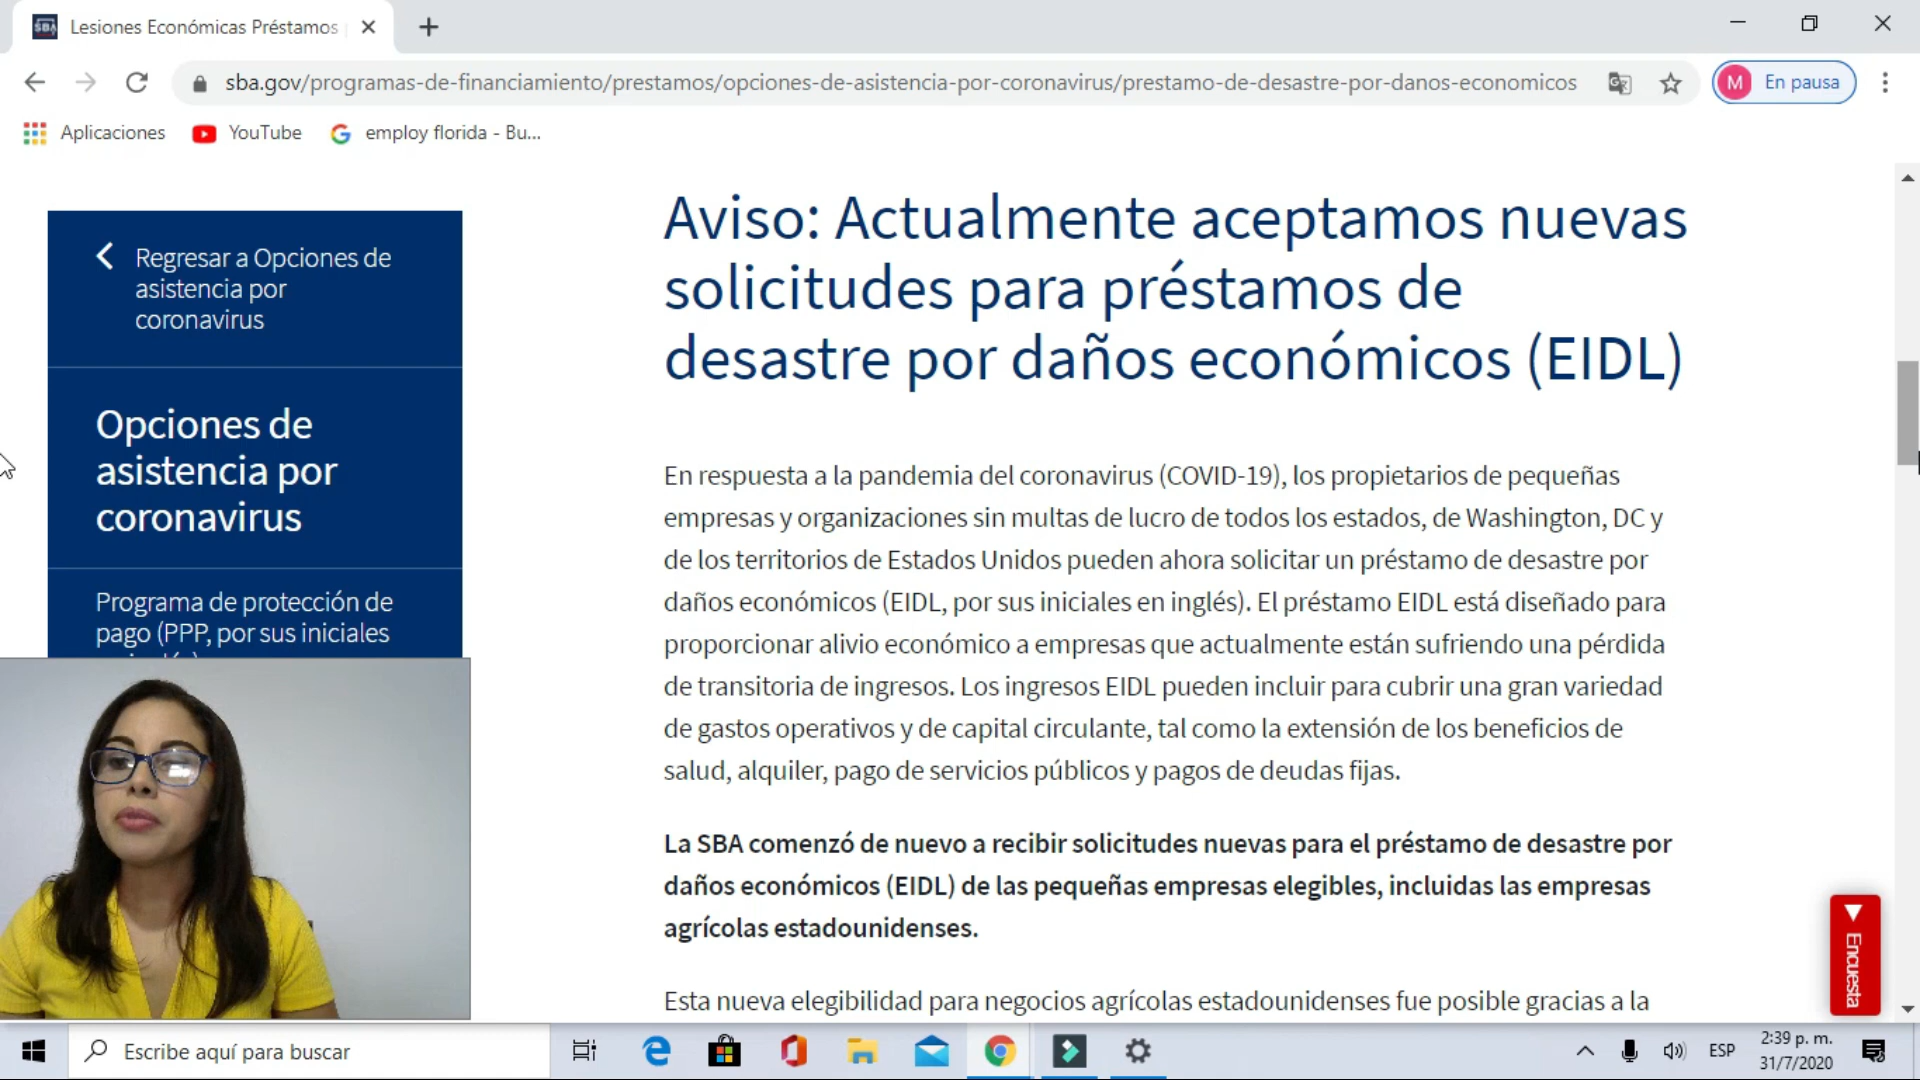 SBA
Lesiones Económicas Préstamos
sba.gov/programas-de-financiamiento/prestamos/opciones-de-asistencia-por-coronavirus/prestamo-de-desastre-por-danos-economicos
M
En pausa
Aplicaciones
YouTube
employ florida - Bu...
Regresar a Opciones de
asistencia por
coronavirus
Opciones de
asistencia por
coronavirus
Programa de protección de
pago (PPP, por sus iniciales
Aviso: Actualmente aceptamos nuevas
solicitudes para préstamos de
desastre por daños económicos (EIDL)
En respuesta a la pandemia del coronavirus (COVID-19), los propietarios de pequeñas
empresas y organizaciones sin multas de lucro de todos los estados, de Washington, DC y
de los territorios de Estados Unidos pueden ahora solicitar un préstamo de desastre por
daños económicos (EIDL, por sus iniciales en inglés). El préstamo EIDL está diseñado para
proporcionar alivio económico a empresas que actualmente están sufriendo una pérdida
de transitoria de ingresos. Los ingresos EIDL pueden incluir para cubrir una gran variedad
de gastos operativos y de capital circulante, tal como la extensión de los beneficios de
salud, alquiler, pago de servicios públicos y pagos de deudas fijas.
La SBA comenzó de nuevo a recibir solicitudes nuevas para el préstamo de desastre por
daños económicos (EIDL) de las pequeñas empresas elegibles, incluidas las empresas
agrícolas estadounidenses.
Esta nueva elegibilidad para negocios agrícolas estadounidenses fue posible gracias a la
Encuesta
Escribe aquí para buscar
ESP
2:39 p. m.
31/7/2020